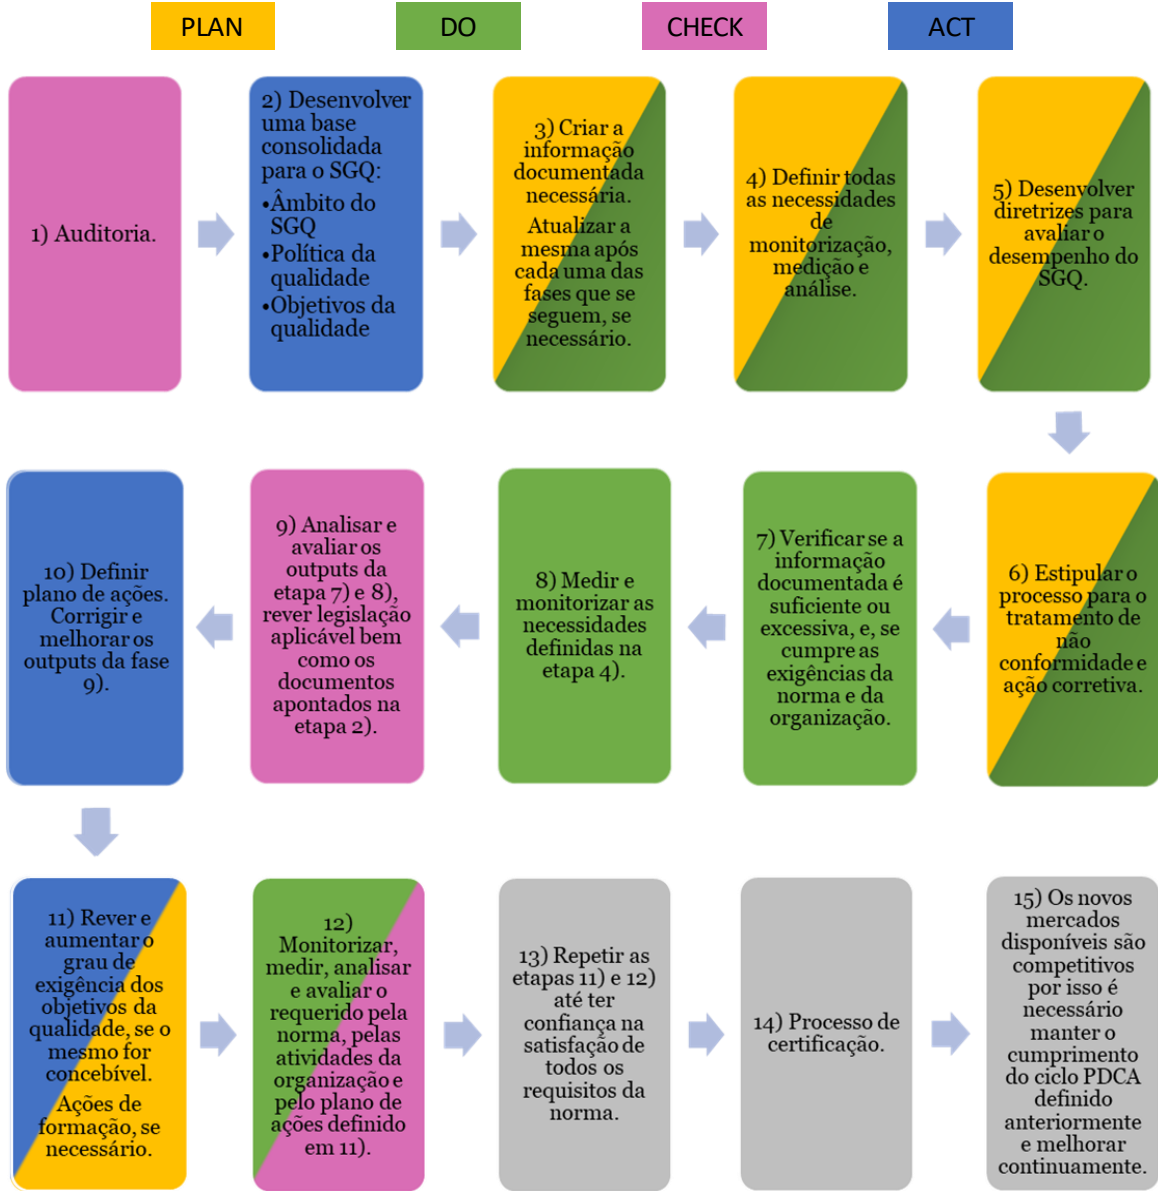 PLAN
DO
CHECK
ACT
1) Auditoria.
2) Desenvolver
uma base
consolidada
para o SGQ:
•Âmbito do
SGQ
•Política da
qualidade
•Objetivos da
qualidade
3) Criar a
informação
documentada
necessária.
Atualizar a
mesma após
cada uma das
fases que se
seguem, se
necessário.
4) Definir todas
as necessidades
de
monitorização,
medição e
análise.
5) Desenvolver
diretrizes para
avaliar o
desempenho do
SGQ.
6) Estipular o
processo para o
tratamento de
não
conformidade e
ação corretiva.
7) Verificar se a
informação
documentada é
suficiente ou
excessiva, e, se
cumpre as
exigências da
norma e da
organização.
8) Medir e
monitorizar as
necessidades
definidas na
etapa 4).
9) Analisar e
avaliar os
outputs da
etapa 7) e 8),
rever legislação
aplicável bem
como os
documentos
apontados na
etapa 2).
10) Definir
plano de ações.
Corrigir e
melhorar os
outputs da fase
9).
11) Rever e
aumentar o
grau de
exigência dos
objetivos da
qualidade, se o
mesmo for
concebível.
Ações de
formação, se
necessário.
12)
Monitorizar,
medir, analisar
e avaliar o
requerido pela
norma, pelas
atividades da
organização e
pelo plano de
ações definido
em 11).
13) Repetir as
etapas 11) e 12)
até ter
confiança na
satisfação de
todos os
requisitos da
norma.
14) Processo de
certificação.
15) Os novos
mercados
disponíveis são
competitivos
por isso é
necessário
manter o
cumprimento
do ciclo PDCA
definido
anteriormente
e melhorar
continuamente.